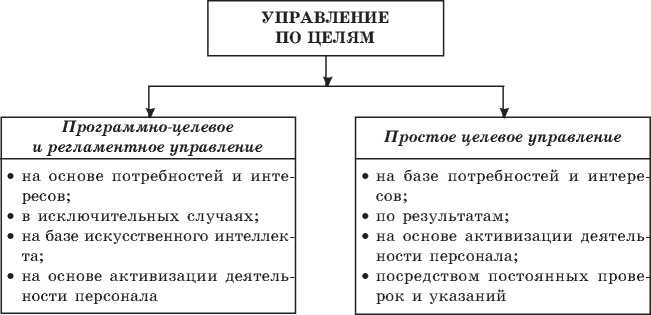 УПРАВЛЕНИЕ
ПО ЦЕЛЯМ
Программно-целевое
и регламентное управление
• на основе потребностей и инте-
ресов;
• в исключительных случаях;
• на базе искусственного интеллек-
та;
• на основе активизации деятель-
ности персонала
Простое целевое управление
• на базе потребностей и интере-
сов;
• по результатам;
• на основе активизации деятель-
ности персонала;
• посредством постоянных прове-
рок и указаний